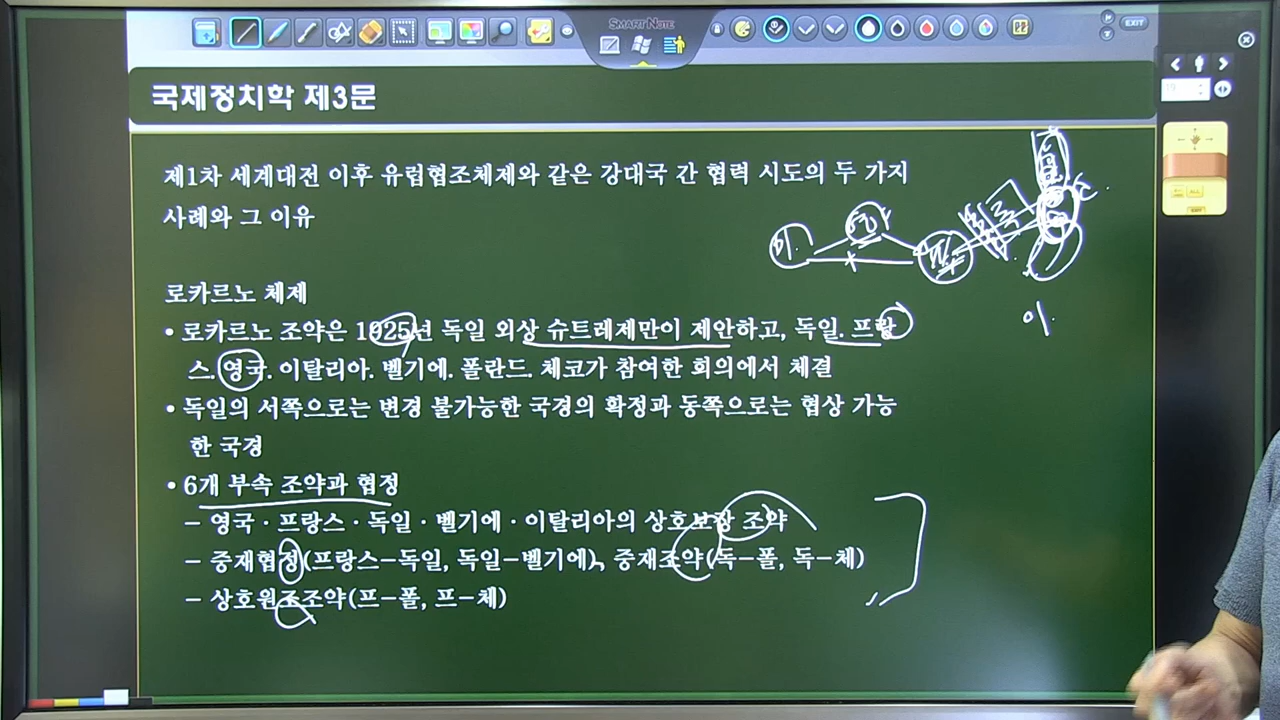 SMART NOTE
EXIT
국제정치학 제3문
제1차 세계대전 이후 유럽협조체제와 같은 강대국 간 협력 시도의 두 가지
사례와 그 이유
로카르노 체제
• 로카르노 조약은 1925년 독일 외상 슈트레제만이 제안하고, 독일. 프랑
스. 영국. 이탈리아. 벨기에. 폴란드. 체코가 참여한 회의에서 체결
• 독일의 서쪽으로는 변경 불가능한 국경의 확정과 동쪽으로는 협상 가능
한 국경
• 6개 부속 조약과 협정
– 영국 · 프랑스 · 독일 · 벨기에 · 이탈리아의 상호보장 조약
– 중재협정(프랑스–독일, 독일–벨기에), 중재조약(독–폴, 독–체)
– 상호원조조약(프–폴, 프–체)